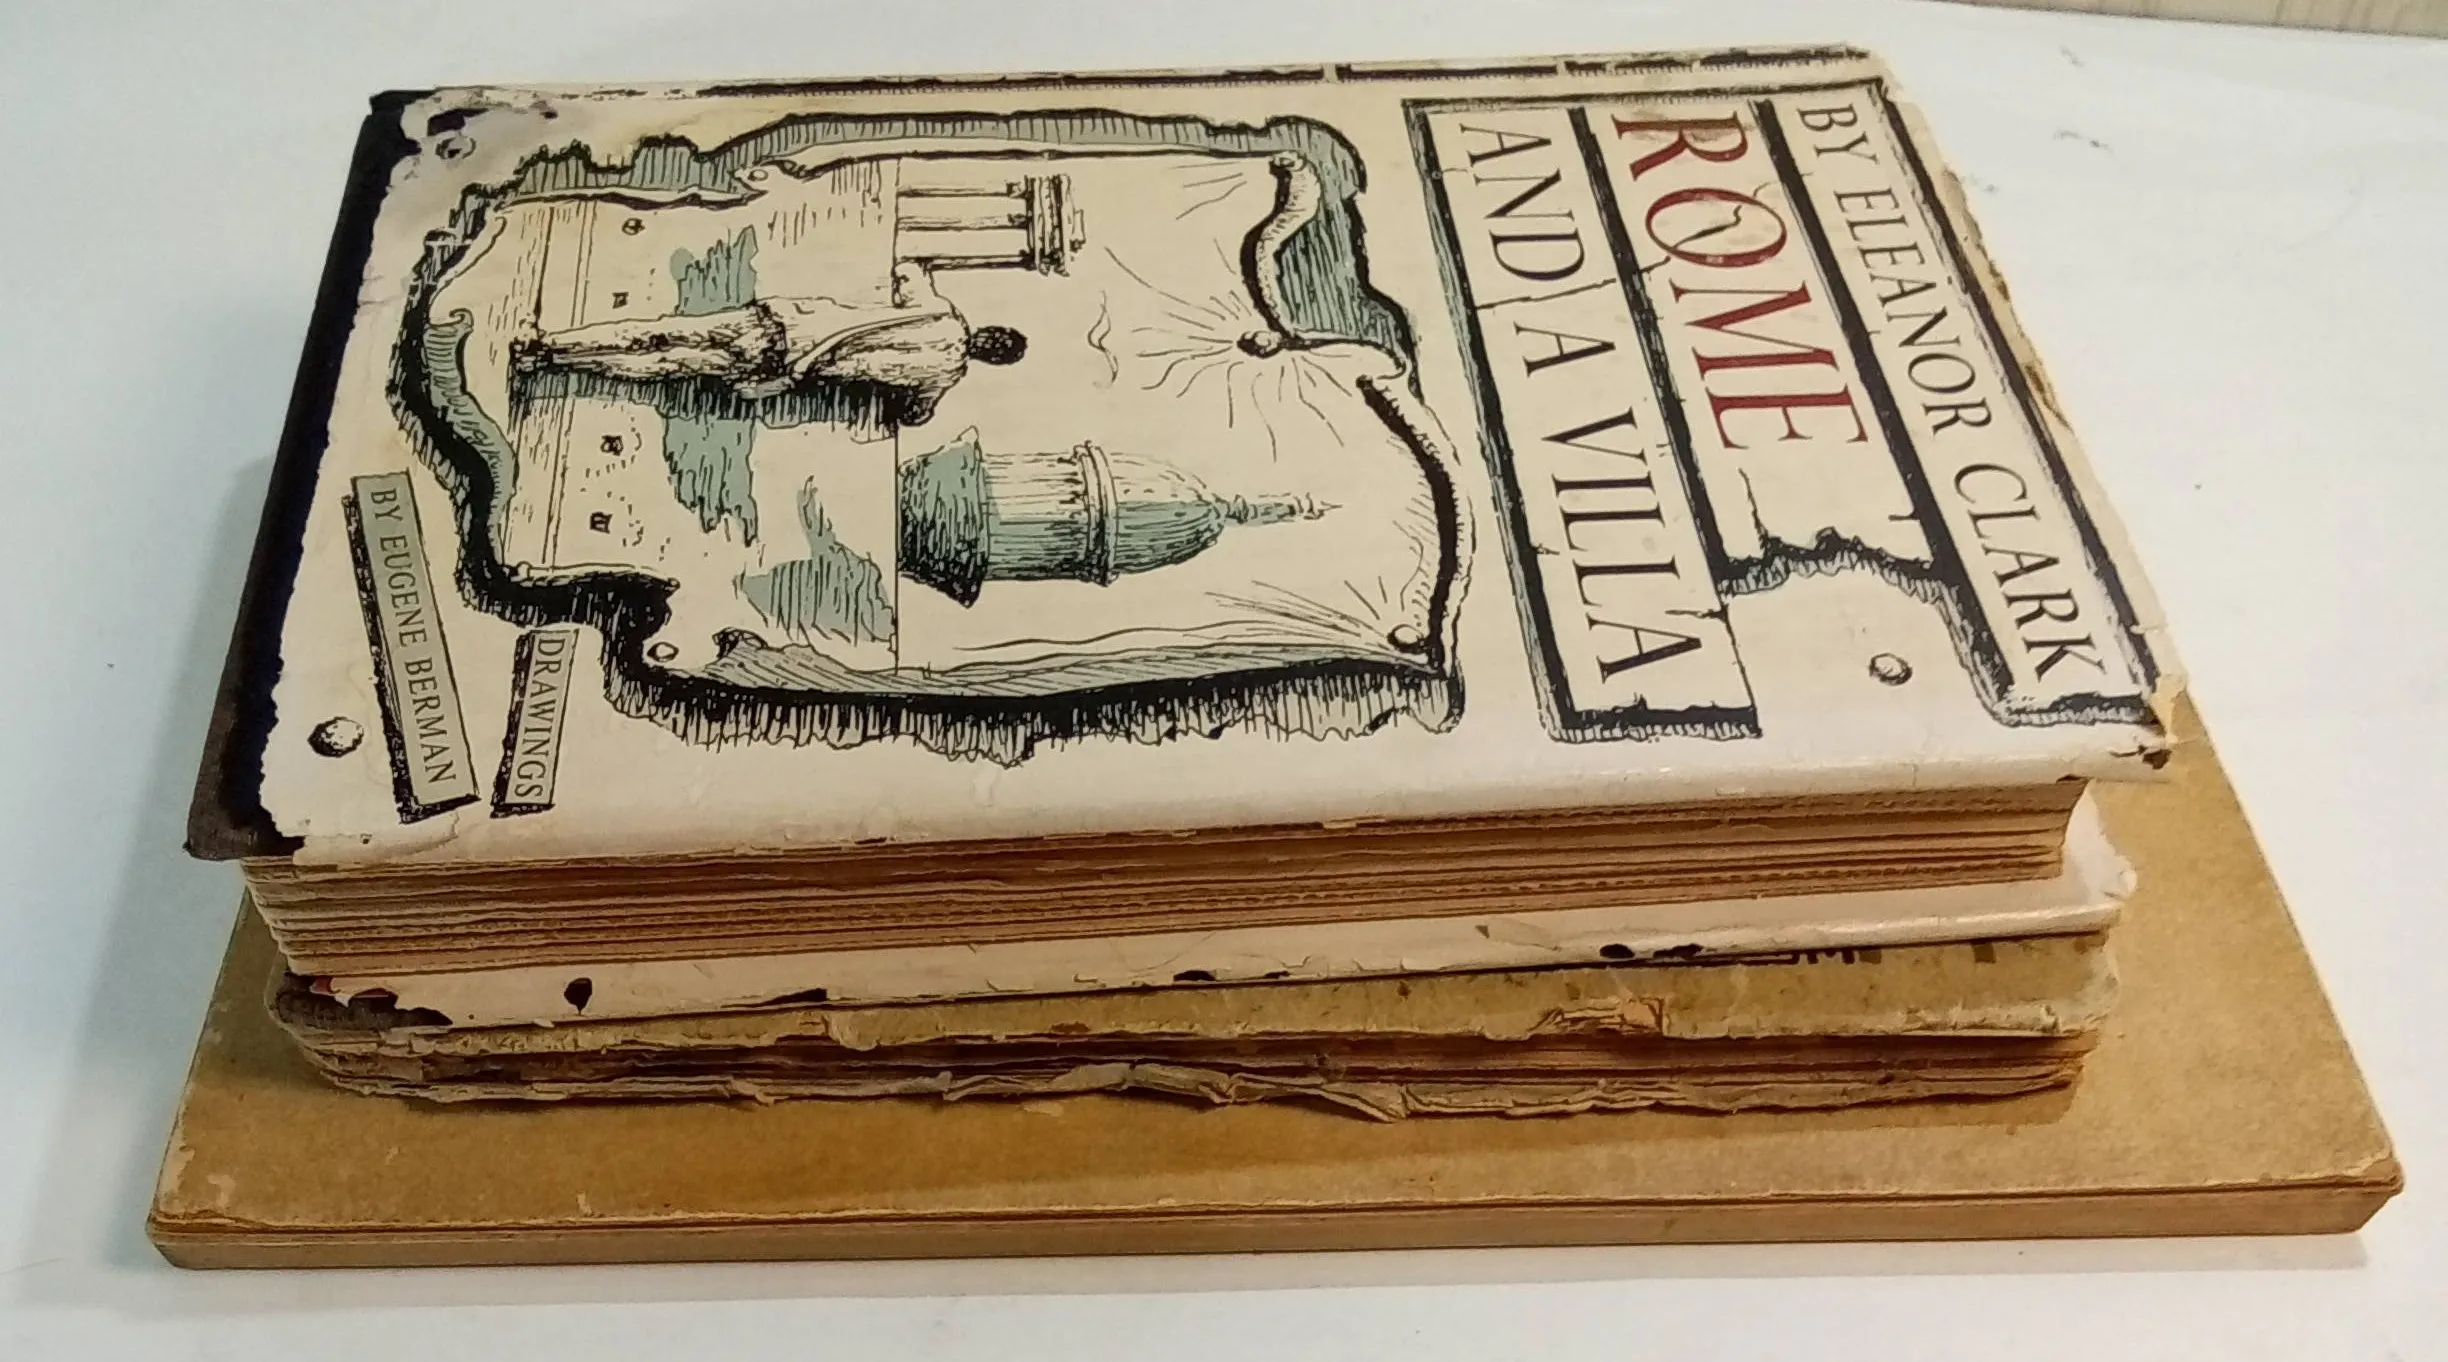 BY ELEANOR CLARK
ROME
AND A VILLA
DRAWINGS
BY EUGENE BERMAN